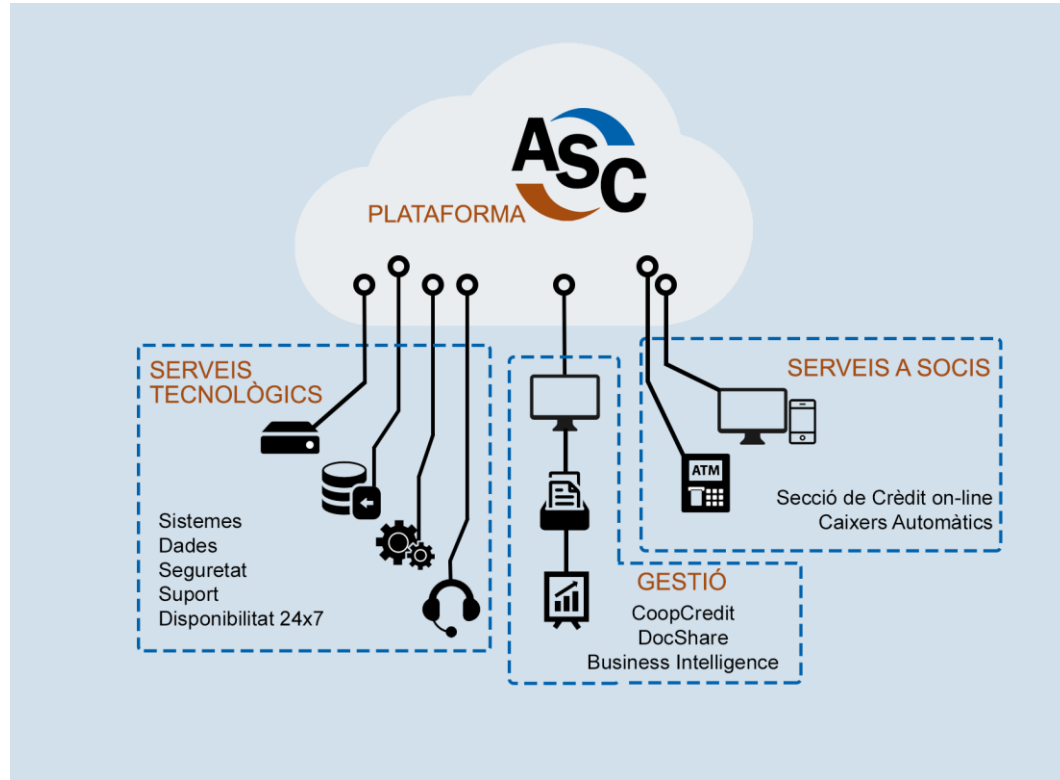 ASC
PLATAFORMA
SERVEIS
TECNOLÒGICS
Sistemes
Dades
Seguretat
Suport
Disponibilitat 24x7
GESTIÓ
CoopCredit
DocShare
Business Intelligence
SERVEIS A SOCIS
ATM
Secció de Crèdit on-line
Caixers Automàtics